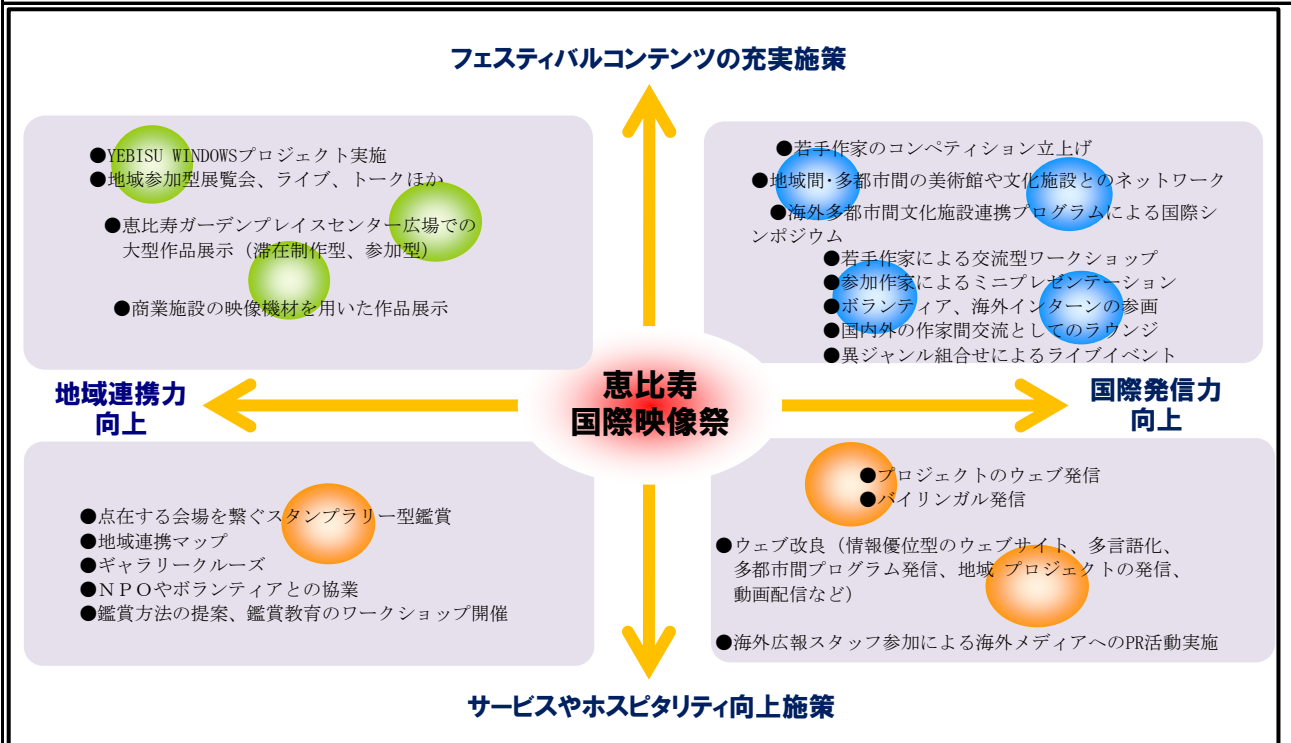 フェスティバルコンテンツの充実施策
●YEBISU WINDOWSプロジェクト実施
●地域参加型展覧会、ライブ、トークほか
●恵比寿ガーデンプレイスセンター広場での
大型作品展示（滞在制作型、参加型）
●商業施設の映像機材を用いた作品展示
●若手作家のコンペティション立上げ
●地域間・多都市間の美術館や文化施設とのネットワーク
●海外多都市間文化施設連携プログラムによる国際シ
ンポジウム
●若手作家による交流型ワークショップ
●参加作家によるミニプレゼンテーション
●ボランティア、海外インターンの参画
●国内外の作家間交流としてのラウンジ
●異ジャンル組合せによるライブイベント
地域連携力
向上
恵比寿
国際映像祭
国際発信力
向上
●点在する会場を繋ぐスタンプラリー型鑑賞
●地域連携マップ
●ギャラリークルーズ
●ＮＰＯやボランティアとの協業
●鑑賞方法の提案、鑑賞教育のワークショップ開催
●プロジェクトのウェブ発信
●バイリンガル発信
●ウェブ改良（情報優位型のウェブサイト、多言語化、
多都市間プログラム発信、地域 プロジェクトの発信、
動画配信など）
●海外広報スタッフ参加による海外メディアへのPR活動実施
サービスやホスピタリティ向上施策